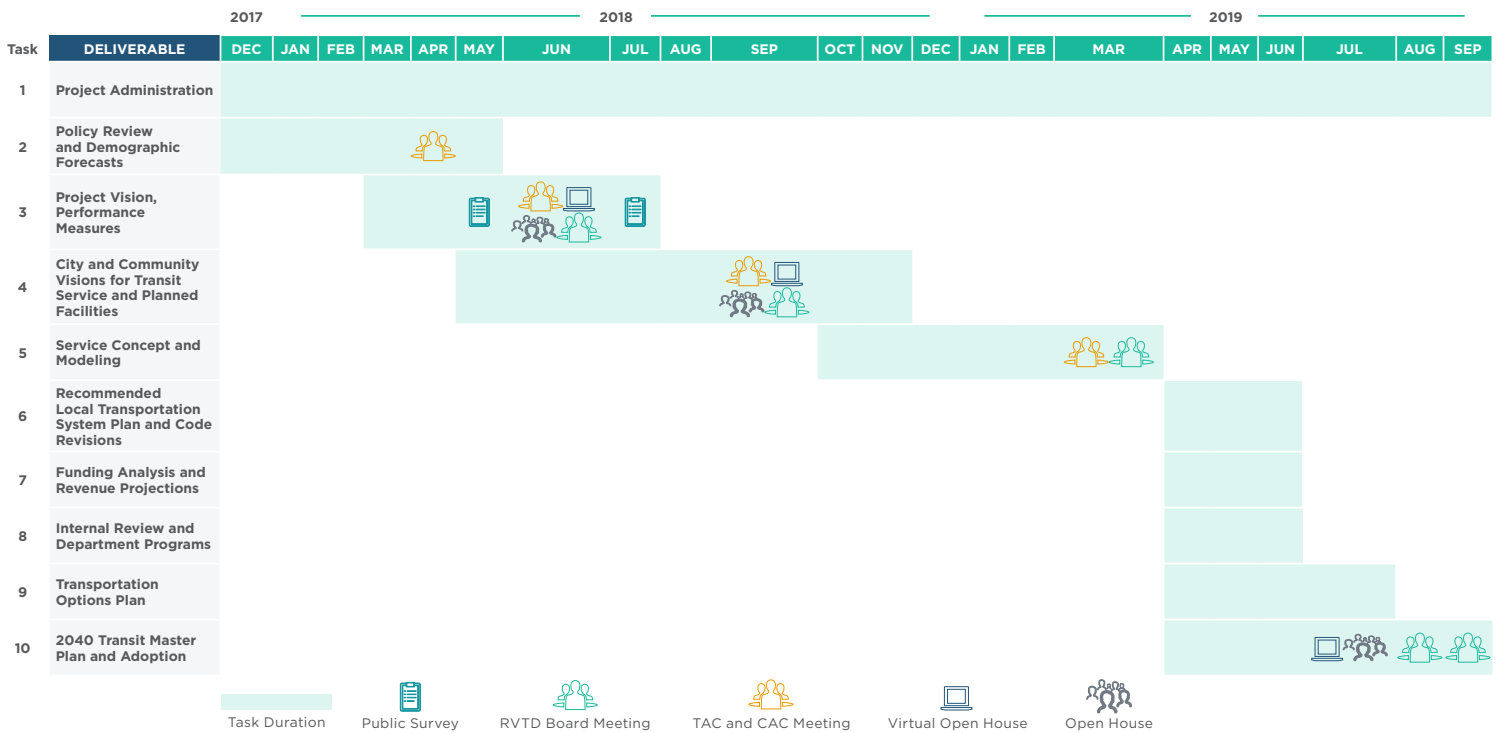 2017 2018 2019
Task DELIVERABLE DEC JAN FEB MAR APR MAY JUN JUL AUG SEP OCT NOV DEC JAN FEB MAR APR MAY JUN JUL AUG SEP
1 Project Administration
2 Policy Review
and Demographic
Forecasts
3 Project Vision,
Performance
Measures
4 City and Community
Visions for Transit
Service and Planned
Facilities
5 Service Concept and
Modeling
6 Recommended
Local Transportation
System Plan and Code
Revisions
7 Funding Analysis and
Revenue Projections
8 Internal Review and
Department Programs
9 Transportation
Options Plan
10 2040 Transit Master
Plan and Adoption
Task Duration Public Survey RVTD Board Meeting TAC and CAC Meeting Virtual Open House Open House